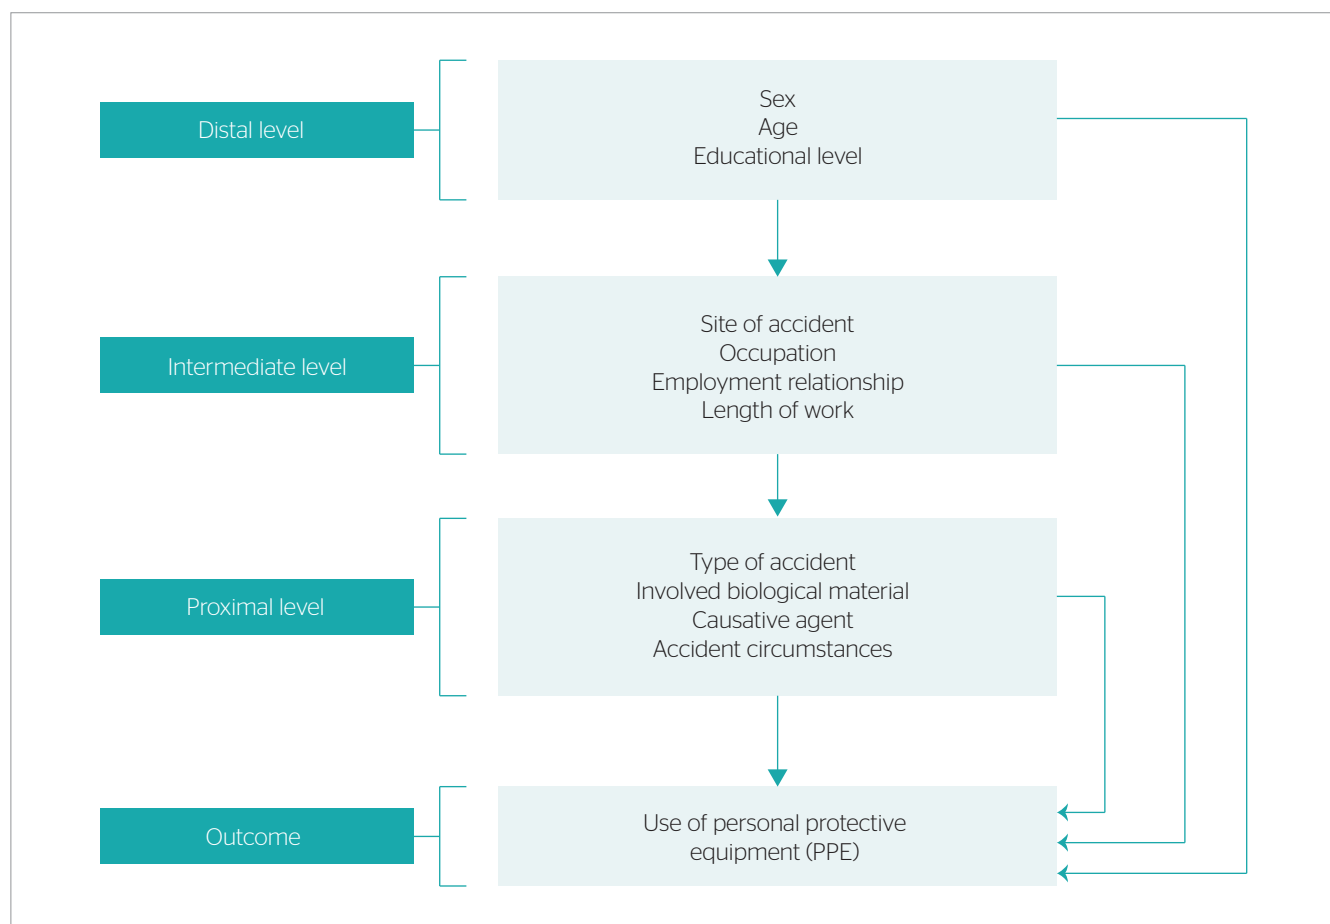 Distal level
Sex
Age
Educational level
Intermediate level
Site of accident
Occupation
Employment relationship
Length of work
Proximal level
Type of accident
Involved biological material
Causative agent
Accident circumstances
Outcome
Use of personal protective
equipment (PPE)